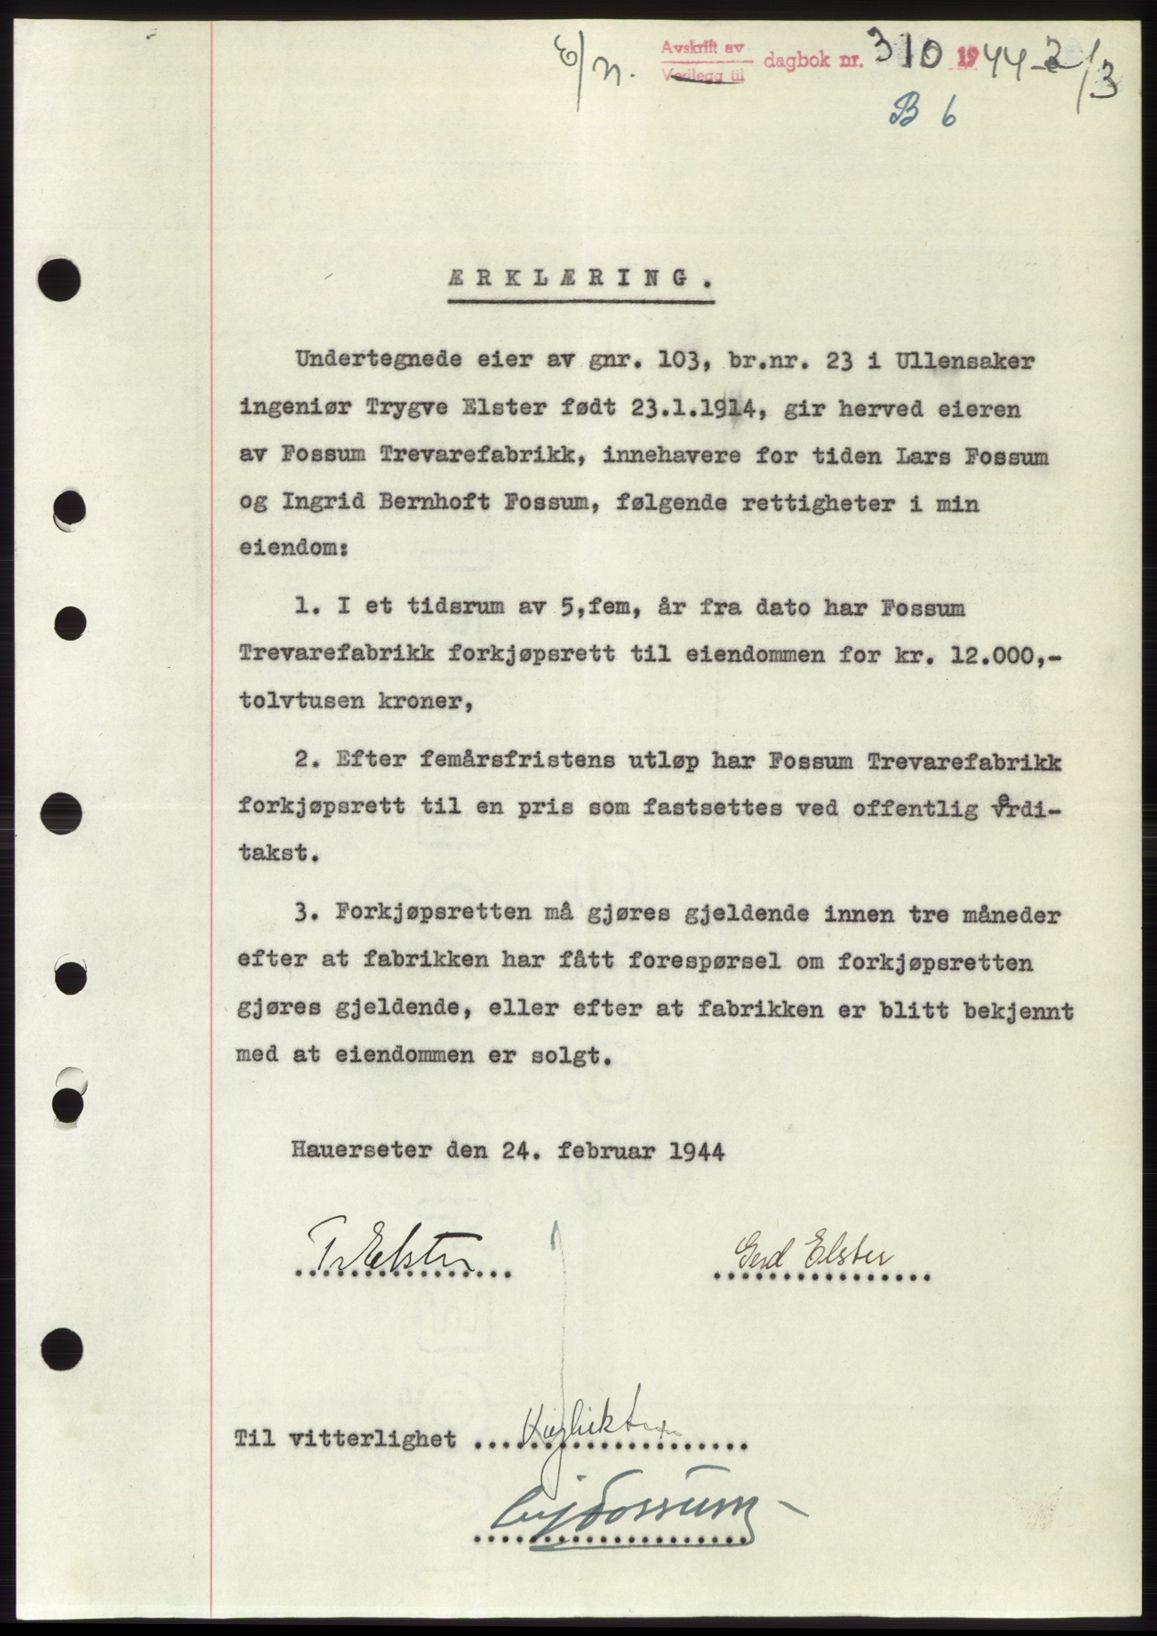 E/n.
Avskrift av
Vedlegg til
dagbok nr. 310 1944 - 2/3
B 6
ÆRKLÆRING.
Undertegnede eier av gnr. 103, br.nr. 23 i Ullensaker
ingeniør Trygve Elster født 23.1.1914, gir herved eieren
av Fossum Trevarefabrikk, innehavere for tiden Lars Fossum
og Ingrid Bernhoft Fossum, følgende rettigheter i min
eiendom:
1. I et tidsrum av 5,fem, år fra dato har Fossum
Trevarefabrikk forkjøpsrett til eiendommen for kr. 12.000,-
tolvtusen kroner,
2. Efter femårsfristens utløp har Fossum Trevarefabrikk
forkjøpsrett til en pris som fastsettes ved offentlig verdi-
takst.
3. Forkjøpsretten må gjøres gjeldende innen tre måneder
efter at fabrikken har fått forespørsel om forkjøpsretten
gjøres gjeldende, eller efter at fabrikken er blitt bekjennt
med at eiendommen er solgt.
Hauerseter den 24. februar 1944
Tr Elster
Gerd Elster
Til vitterlighet
Fossum